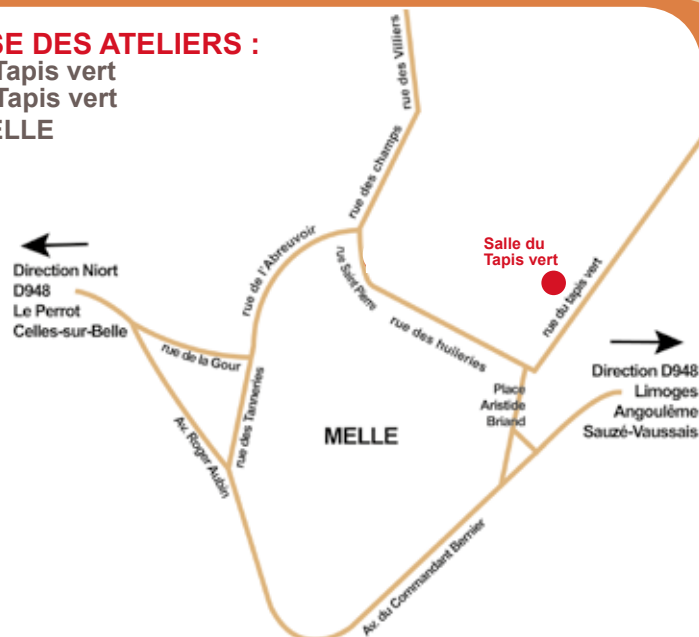 SE DES ATELIERS :
Tapis vert
Tapis vert
ELLE
rue des Villiers
rue des champs
rue de l'Abreuvoir
rue Saint Pierre
Salle du
Tapis vert
rue du tapis vert
Direction Niort
D948
Le Perrot
Celles-sur-Belle
rue de la Gour
rue des huileries
Direction D948
Limoges
Angoulême
Sauzé-Vaussais
Place
Aristide
Briand
rue des Tanneries
Av. Roger Aubin
MELLE
Av. du Commandant Bernier